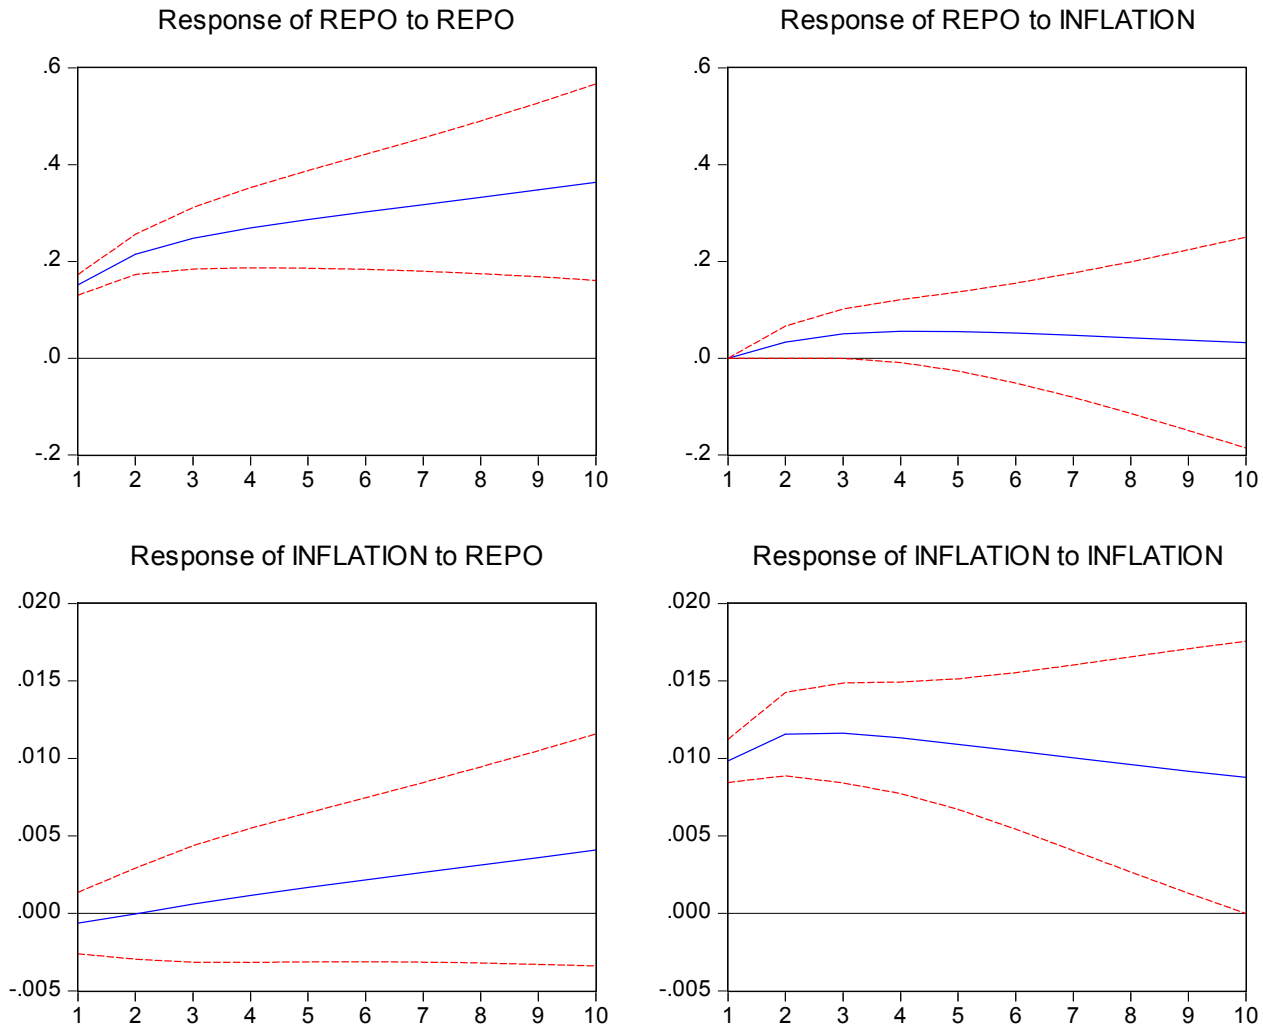 Response of REPO to REPO
.6
.4
.2
.0
-.2
1 2 3 4 5 6 7 8 9 10
Response of REPO to INFLATION
.6
.4
.2
.0
-.2
1 2 3 4 5 6 7 8 9 10
Response of INFLATION to REPO
.020
.015
.010
.005
.000
-.005
1 2 3 4 5 6 7 8 9 10
Response of INFLATION to INFLATION
.020
.015
.010
.005
.000
-.005
1 2 3 4 5 6 7 8 9 10